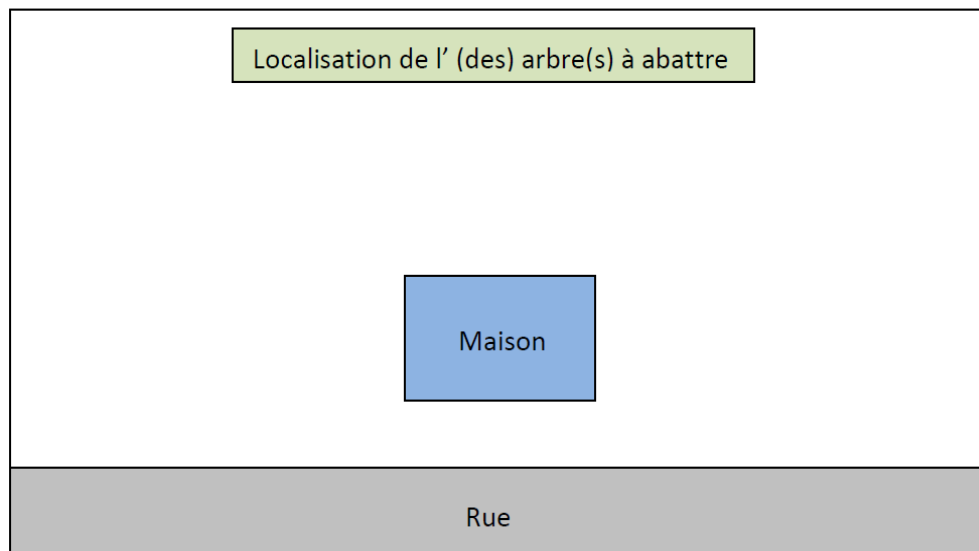 Localisation de l’ (des) arbre(s) à abattre
Maison
Rue